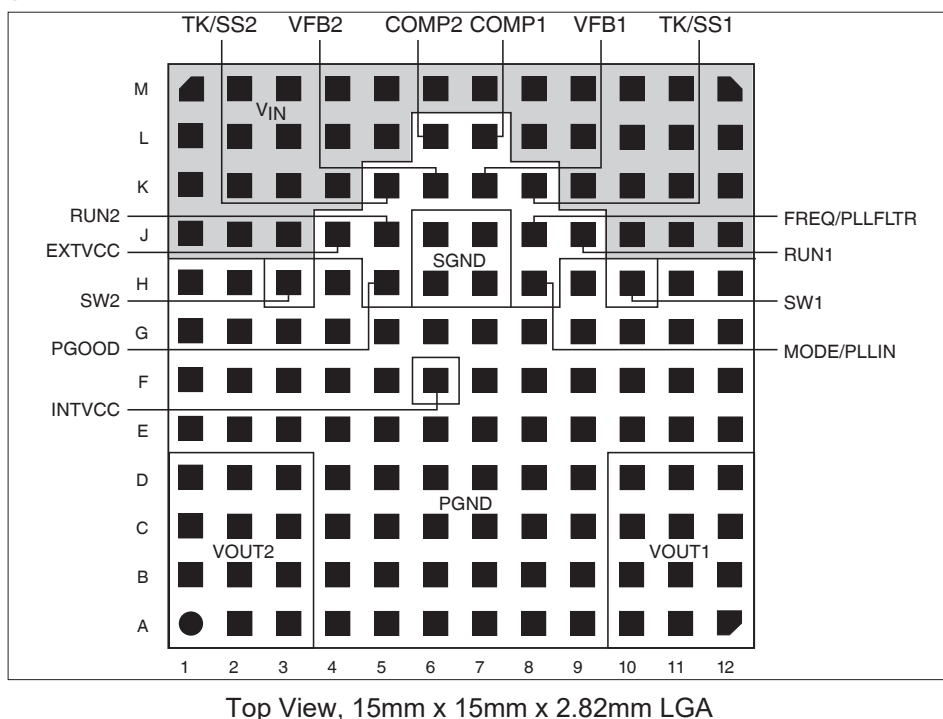 TK/SS2 VFB2 COMP2 COMP1 VFB1 TK/SS1
M
VIN
L
K
RUN2
FREQ/PLLFLTR
J
EXTVCC
SGND
RUN1
H
SW2
SW1
G
PGOOD
MODE/PLLIN
F
INTVCC
E
D
PGND
C
VOUT2
VOUT1
B
A
1 2 3 4 5 6 7 8 9 10 11 12
Top View, 15mm x 15mm x 2.82mm LGA